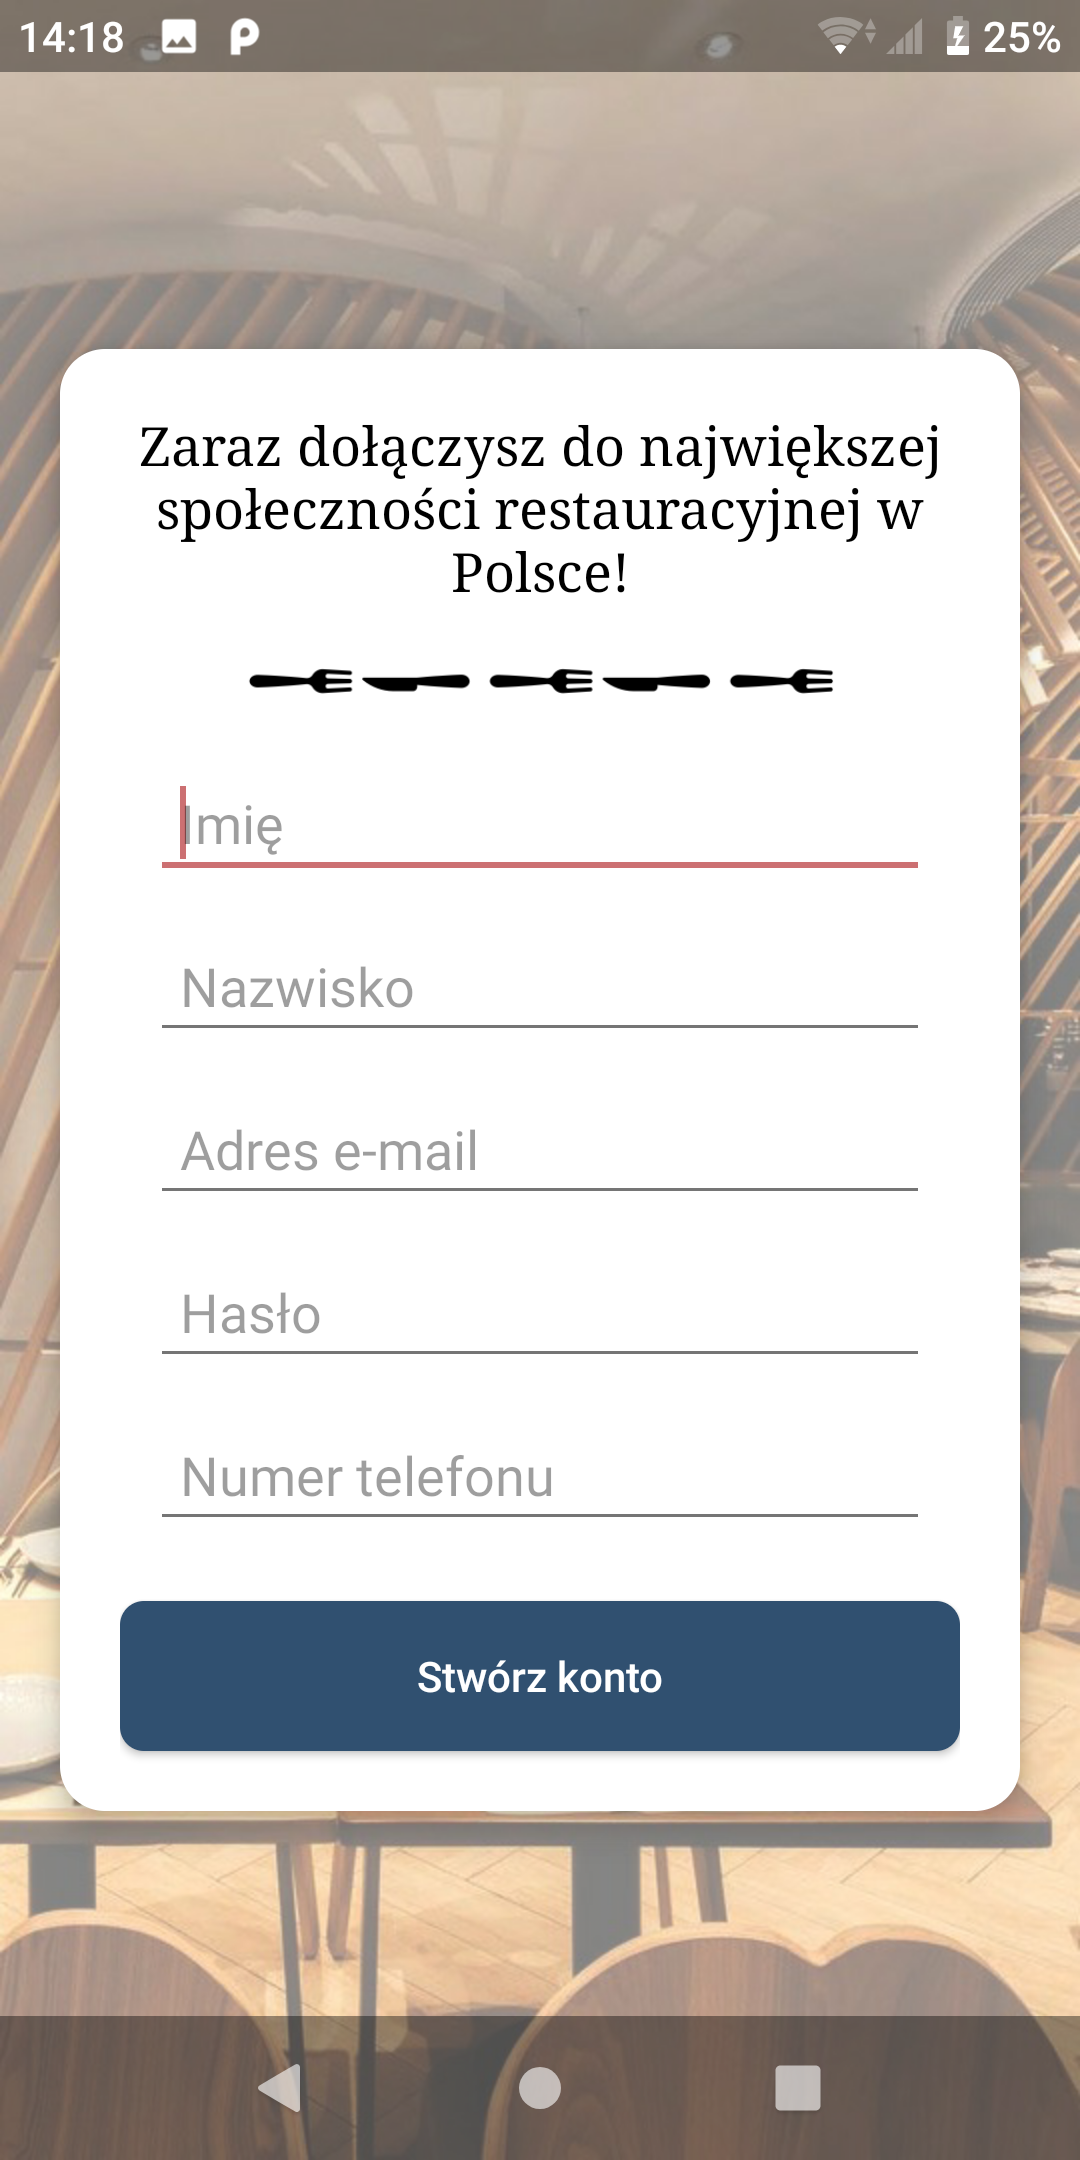 14:18
25%
Zaraz dołączysz do największej
społeczności restauracyjnej w
Polsce!
Imię
Nazwisko
Adres e-mail
Hasło
Numer telefonu
Stwórz konto